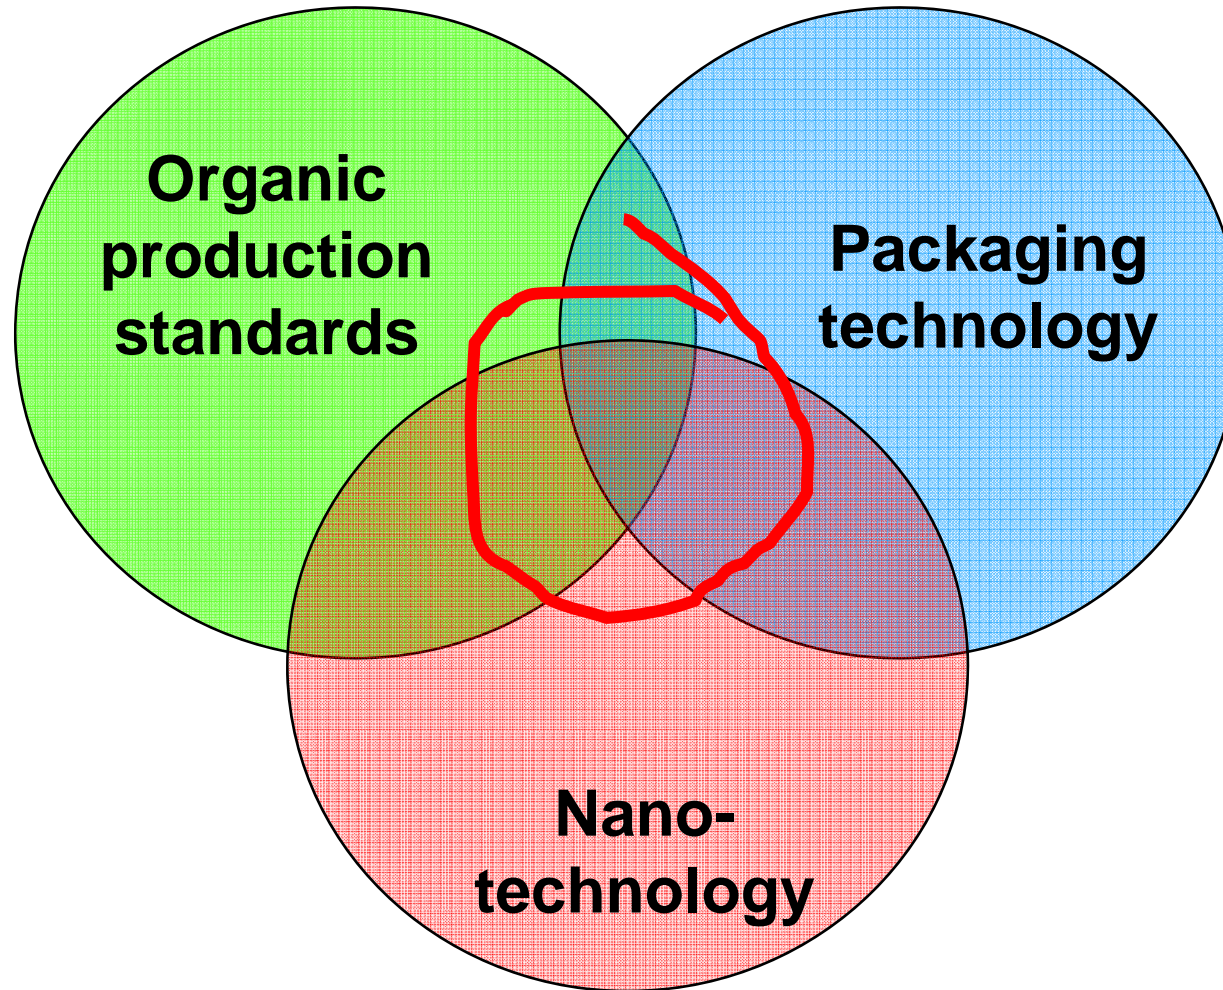 Organic
production
standards
Packaging
technology
Nano-
technology